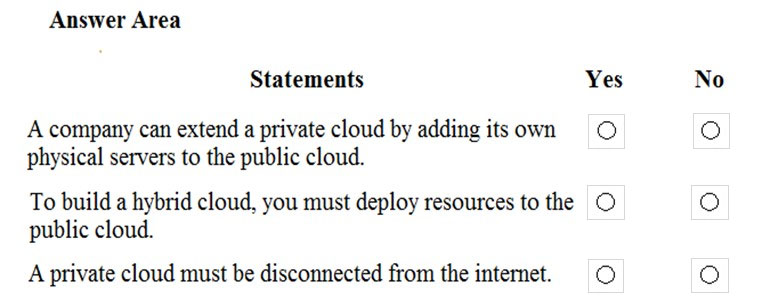 Answer Area
Statements Yes No
A company can extend a private cloud by adding its own
physical servers to the public cloud.
To build a hybrid cloud, you must deploy resources to the
public cloud.
A private cloud must be disconnected from the internet.